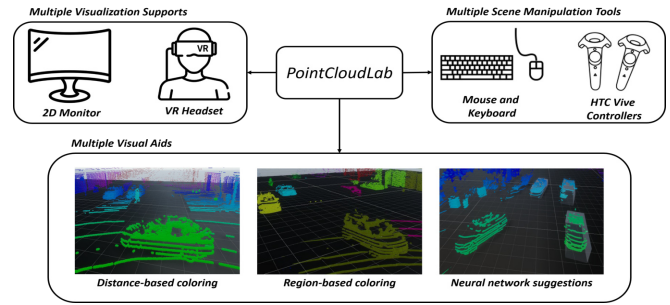 Multiple Visualization Supports
VR
2D Monitor
VR Headset
PointCloudLab
Multiple Scene Manipulation Tools
Mouse and
Keyboard
HTC Vive
Controllers
Multiple Visual Aids
Distance-based coloring
Region-based coloring
Neural network suggestions